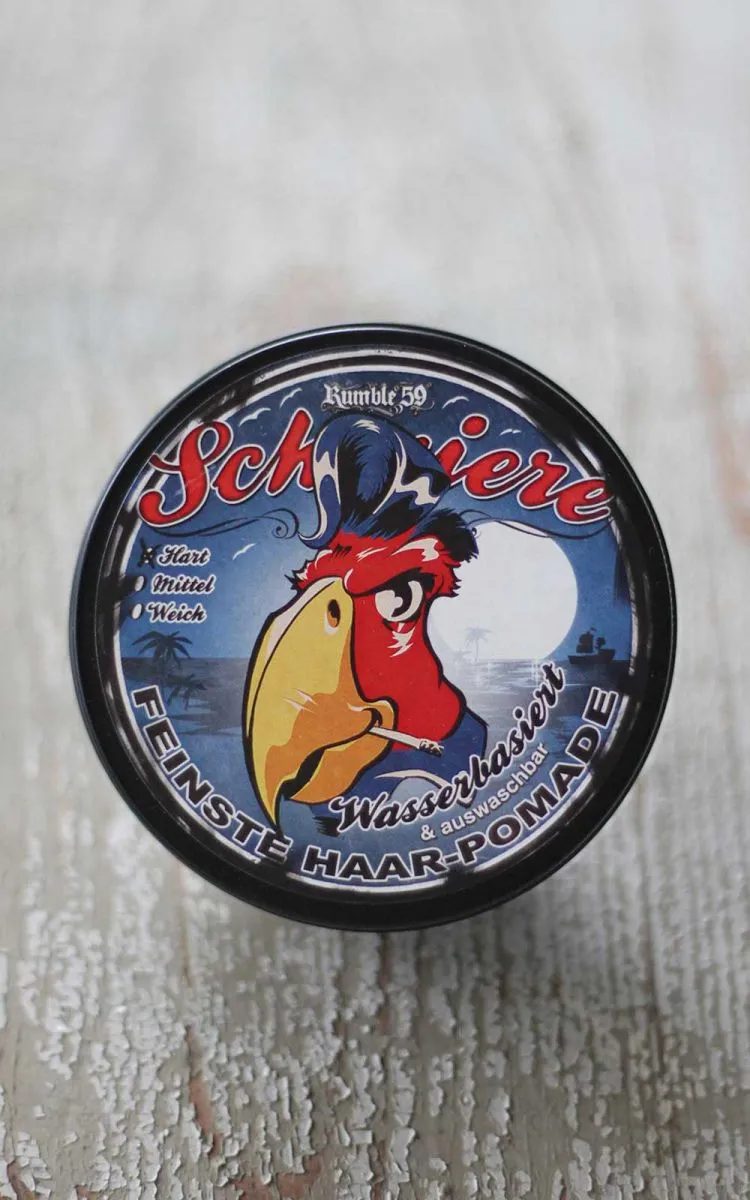 Rumble 59
Schmiere
Hart
Mittel
Weich
Wasserbasiert
& auswaschbar
FEINSTE HAAR-POMADE